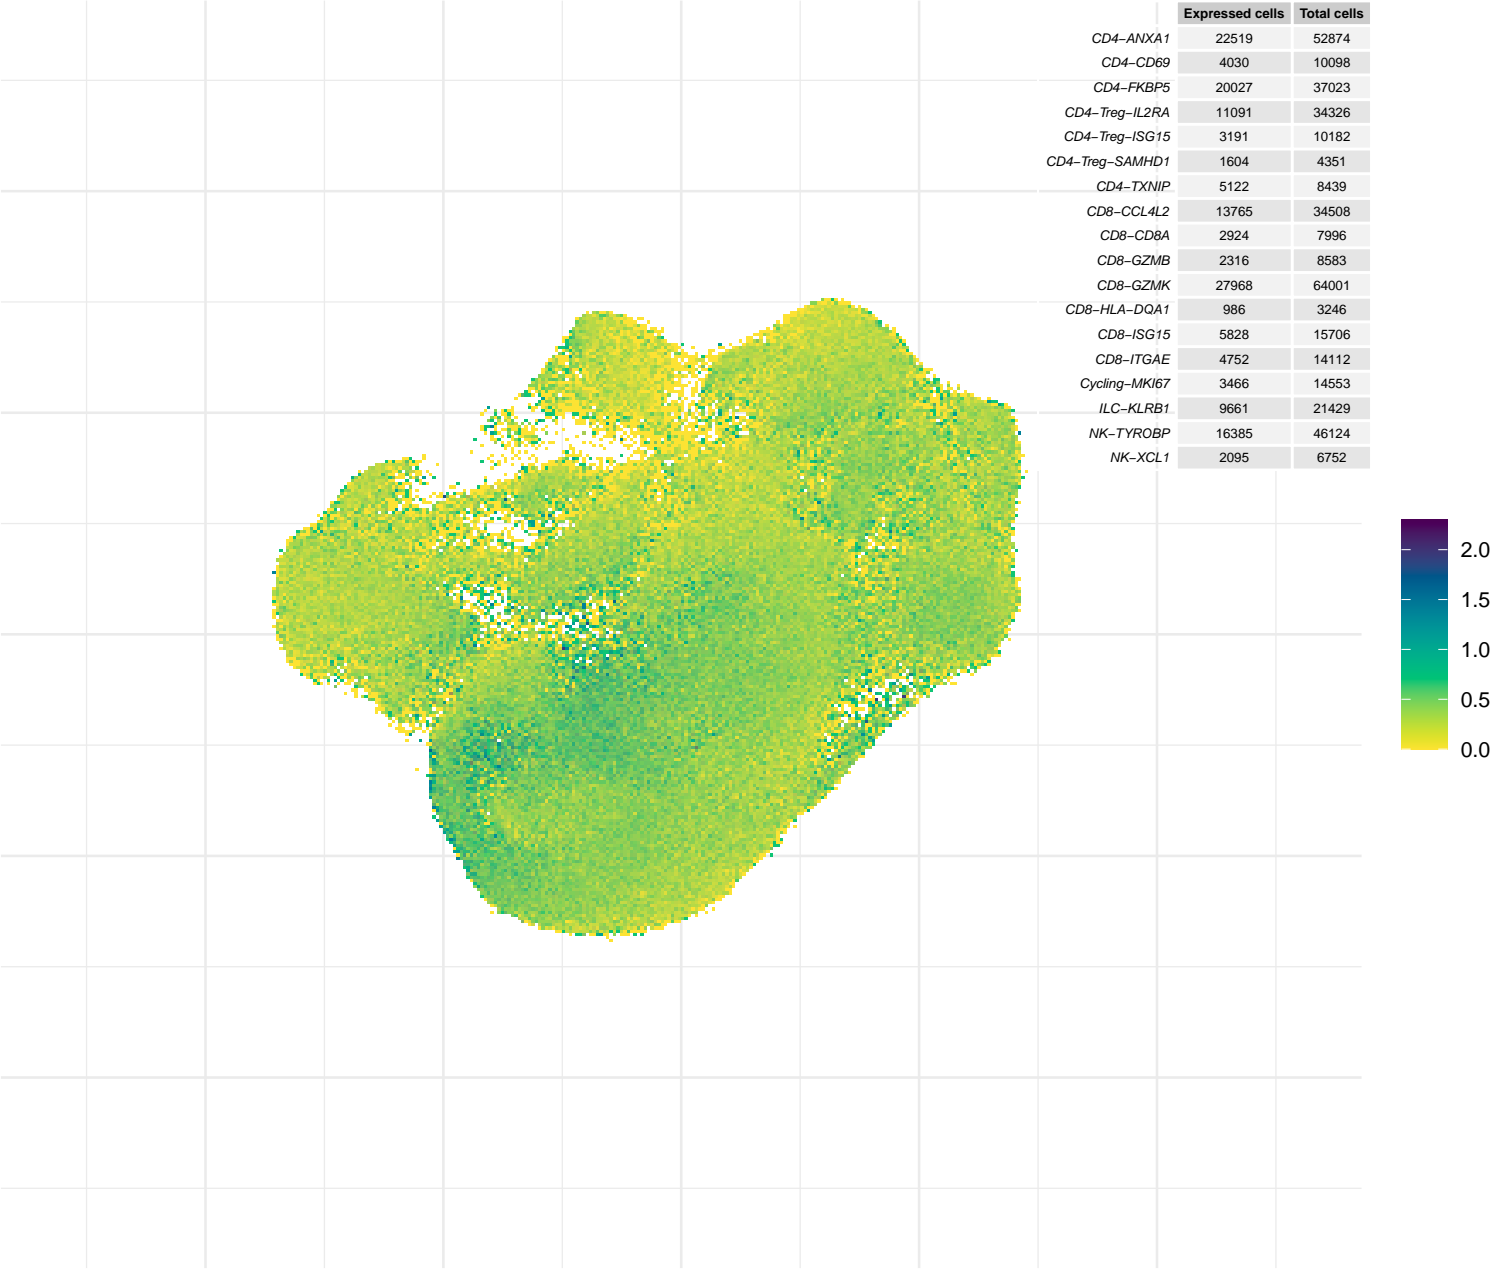 Expressed cells Total cells
CD4−ANXA1 22519 52874
CD4−CD69 4030 10098
CD4−FKBP5 20027 37023
CD4−Treg−IL2RA 11091 34326
CD4−Treg−ISG15 3191 10182
CD4−Treg−SAMHD1 1604 4351
CD4−TXNIP 5122 8439
CD8−CCL4L2 13765 34508
CD8−CD8A 2924 7996
CD8−GZMB 2316 8583
CD8−GZMK 27968 64001
CD8−HLA−DQA1 986 3246
CD8−ISG15 5828 15706
CD8−ITGAE 4752 14112
Cycling−MKI67 3466 14553
ILC−KLRB1 9661 21429
NK−TYROBP 16385 46124
NK−XCL1 2095 6752
2.0
1.5
1.0
0.5
0.0